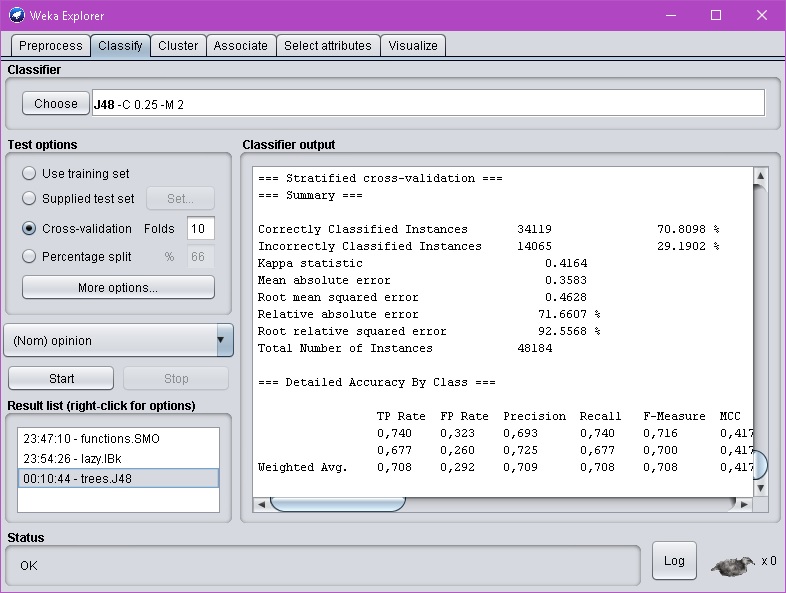 Weka Explorer
Preprocess Classify Cluster Associate Select attributes Visualize
Classifier
Choose J48 -C 0.25 -M 2
Test options
Use training set
Supplied test set Set...
Cross-validation Folds 10
Percentage split % 66
More options...
(Nom) opinion
Start Stop
Result list (right-click for options)
23:47:10 - functions.SMO
23:54:26 - lazy.IBk
00:10:44 - trees.J48
Classifier output
=== Stratified cross-validation ===
=== Summary ===
Correctly Classified Instances 34119 70.8098 %
Incorrectly Classified Instances 14065 29.1902 %
Kappa statistic 0.4164
Mean absolute error 0.3583
Root mean squared error 0.4628
Relative absolute error 71.6607 %
Root relative squared error 92.5568 %
Total Number of Instances 48184
=== Detailed Accuracy By Class ===
TP Rate FP Rate Precision Recall F-Measure MCC
0,740 0,323 0,693 0,740 0,716 0,417
0,677 0,260 0,725 0,677 0,700 0,417
Weighted Avg. 0,708 0,292 0,709 0,708 0,708 0,417
Status
OK
Log x 0